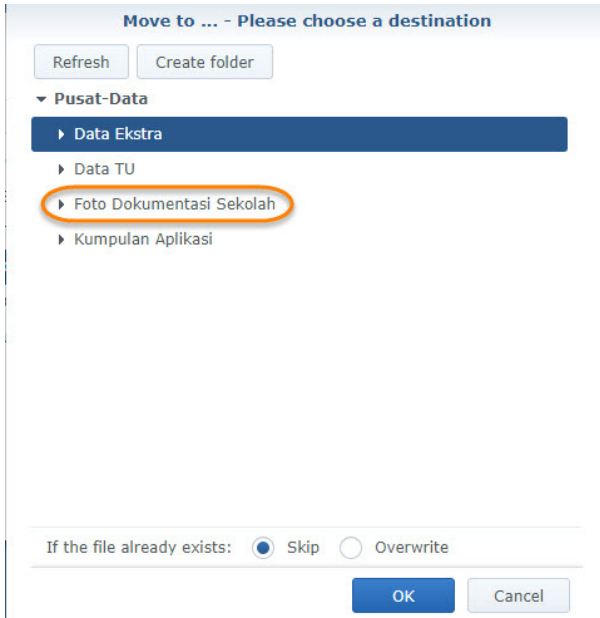 Move to ... - Please choose a destination
Refresh Create folder
Pusat-Data
Data Ekstra
Data TU
Foto Dokumentasi Sekolah
Kumpulan Aplikasi
If the file already exists: Skip Overwrite
OK Cancel